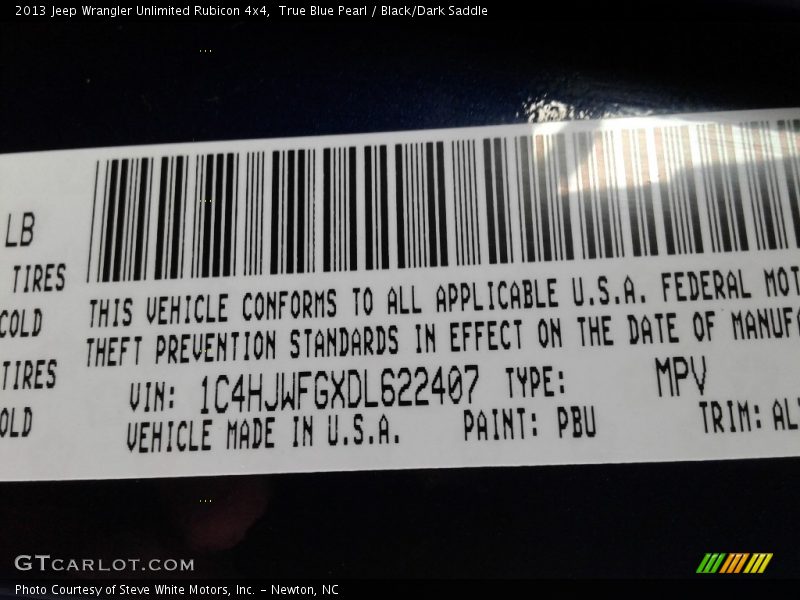 2013 Jeep Wrangler Unlimited Rubicon 4x4,  True Blue Pearl / Black/Dark Saddle
LB
TIRES
COLD
TIRES
OLD
THIS VEHICLE CONFORMS TO ALL APPLICABLE U.S.A. FEDERAL MOT
THEFT PREVENTION STANDARDS IN EFFECT ON THE DATE OF MANUFA
VIN: 1C4HJWFGXDL622407 TYPE: MPV
VEHICLE MADE IN U.S.A. PAINT: PBU TRIM: AL
GTCARLOT.COM
Photo Courtesy of Steve White Motors, Inc. – Newton, NC